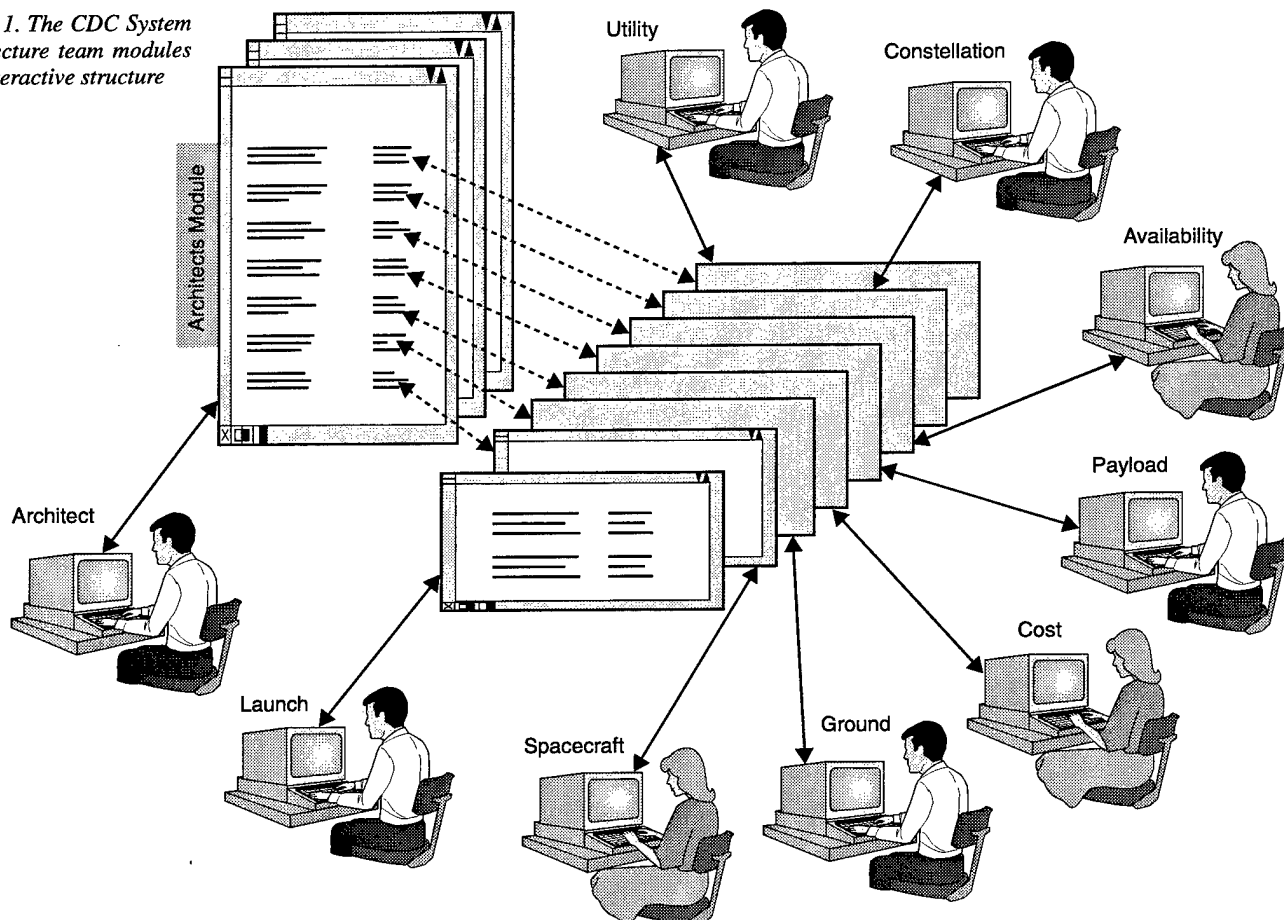 1. The CDC System
cture team modules
eractive structure
Utility
Constellation
Architects Module
Availability
Payload
Architect
Cost
Launch
Ground
Spacecraft